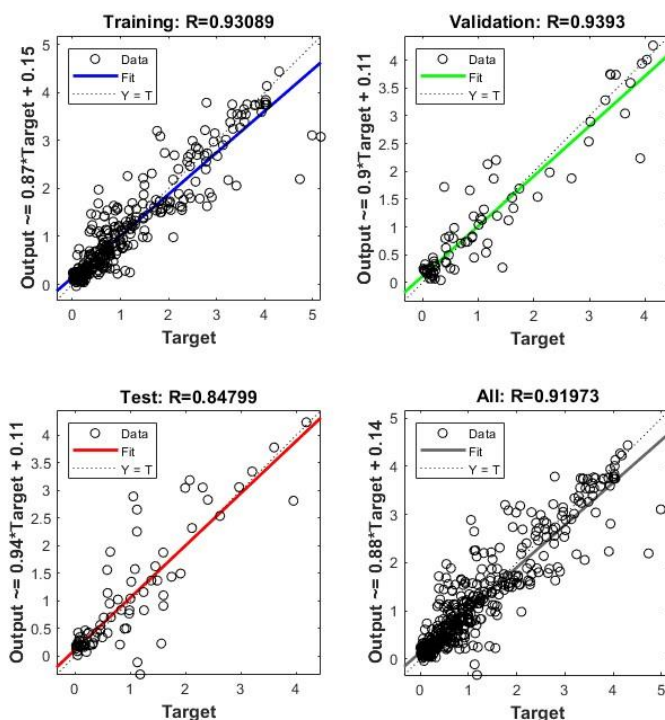 Training: R=0.93089
Output ~= 0.87*Target + 0.15
5
4
3
2
1
0
Data
Fit
Y = T
0 1 2 3 4 5
Target
Validation: R=0.9393
Output ~= 0.9*Target + 0.11
4
3.5
3
2.5
2
1.5
1
0.5
0
Data
Fit
Y = T
0 1 2 3 4
Target
Test: R=0.84799
Output ~= 0.94*Target + 0.11
4
3.5
3
2.5
2
1.5
1
0.5
0
Data
Fit
Y = T
0 1 2 3 4
Target
All: R=0.91973
Output ~= 0.88*Target + 0.14
5
4
3
2
1
0
Data
Fit
Y = T
0 1 2 3 4 5
Target